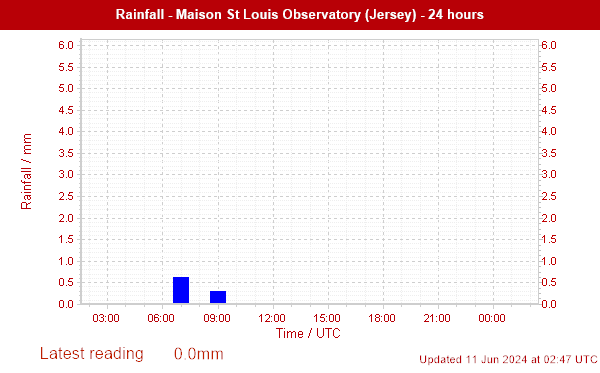 Rainfall - Maison St Louis Observatory (Jersey) - 24 hours
6.0 6.0
5.5 5.5
5.0 5.0
4.5 4.5
4.0 4.0
3.5 3.5
3.0 3.0
2.5 2.5
2.0 2.0
1.5 1.5
1.0 1.0
0.5 0.5
0.0 0.0
Rainfall / mm
03:00 06:00 09:00 12:00 15:00 18:00 21:00 00:00
Time / UTC
Latest reading 0.0mm
Updated 11 Jun 2024 at 02:47 UTC